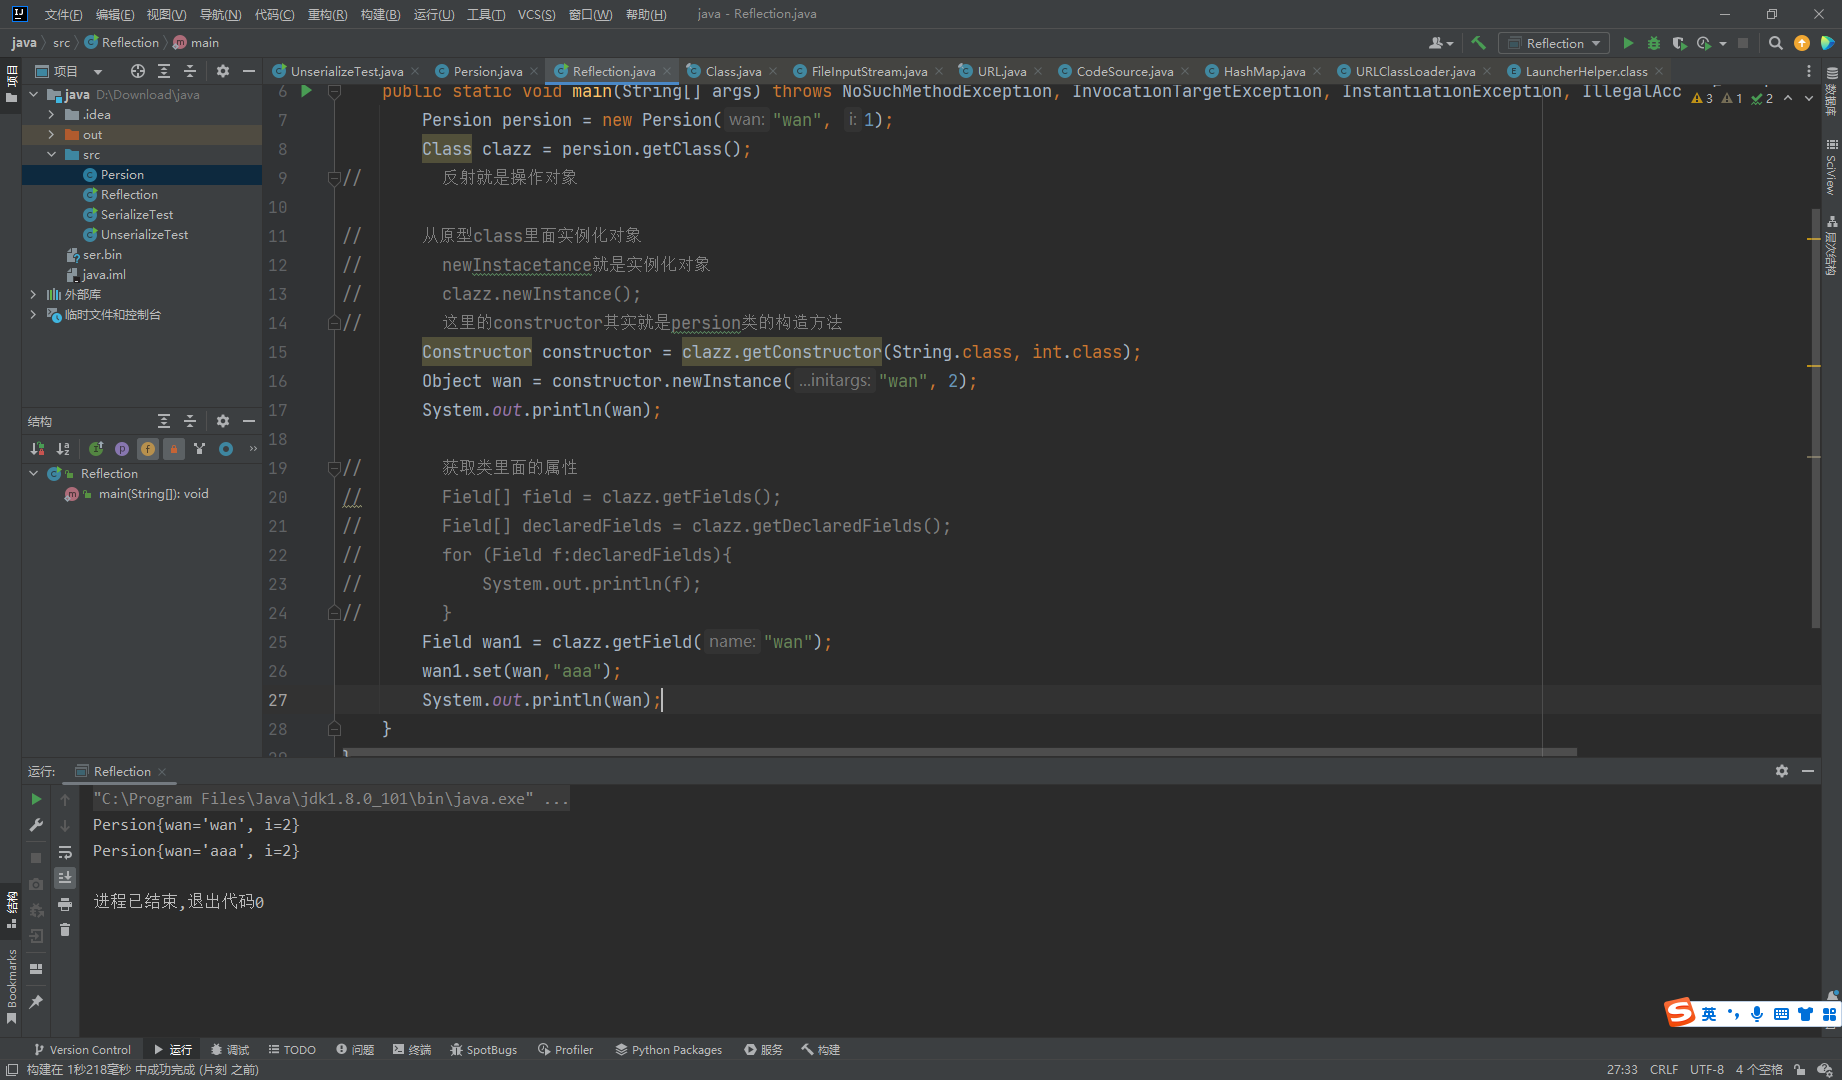 文件(F) 编辑(E) 视图(V) 导航(N) 代码(C) 重构(R) 构建(B) 运行(U) 工具(T) VCS(S) 窗口(W) 帮助(H) java - Reflection.java
java src Reflection main
Reflection
项目
UnserializeTest.java Persion.java Reflection.java Class.java FileInputStream.java URL.java CodeSource.java HashMap.java URLClassLoader.java LauncherHelper.class
项目
java D:\Download\java
.idea
out
src
Persion
Reflection
SerializeTest
UnserializeTest
ser.bin
java.iml
外部库
临时文件和控制台
结构
Reflection
main(String[]): void
6 public static void main(String[] args) throws NoSuchMethodException, InvocationTargetException, InstantiationException, IllegalAcc
3 1 2
7 Persion persion = new Persion( wan: "wan", i: 1);
8 Class clazz = persion.getClass();
9 // 反射就是操作对象
10
11 // 从原型class里面实例化对象
12 // newInstacetance就是实例化对象
13 // clazz.newInstance();
14 // 这里的constructor其实就是persion类的构造方法
15 Constructor constructor = clazz.getConstructor(String.class, int.class);
16 Object wan = constructor.newInstance( ...initargs: "wan", 2);
17 System.out.println(wan);
18
19 // 获取类里面的属性
20 // Field[] field = clazz.getFields();
21 // Field[] declaredFields = clazz.getDeclaredFields();
22 // for (Field f:declaredFields){
23 // System.out.println(f);
24 // }
25 Field wan1 = clazz.getField( name: "wan");
26 wan1.set(wan,"aaa");
27 System.out.println(wan);
28 }
数据库
SciView
层次结构
运行: Reflection
"C:\Program Files\Java\jdk1.8.0_101\bin\java.exe" ...
Persion{wan='wan', i=2}
Persion{wan='aaa', i=2}
进程已结束,退出代码0
结构
Bookmarks
英
Version Control 运行 调试 TODO 问题 终端 SpotBugs Profiler Python Packages 服务 构建
构建在 1秒218毫秒 中成功完成 (片刻 之前)
27:33 CRLF UTF-8 4 个空格